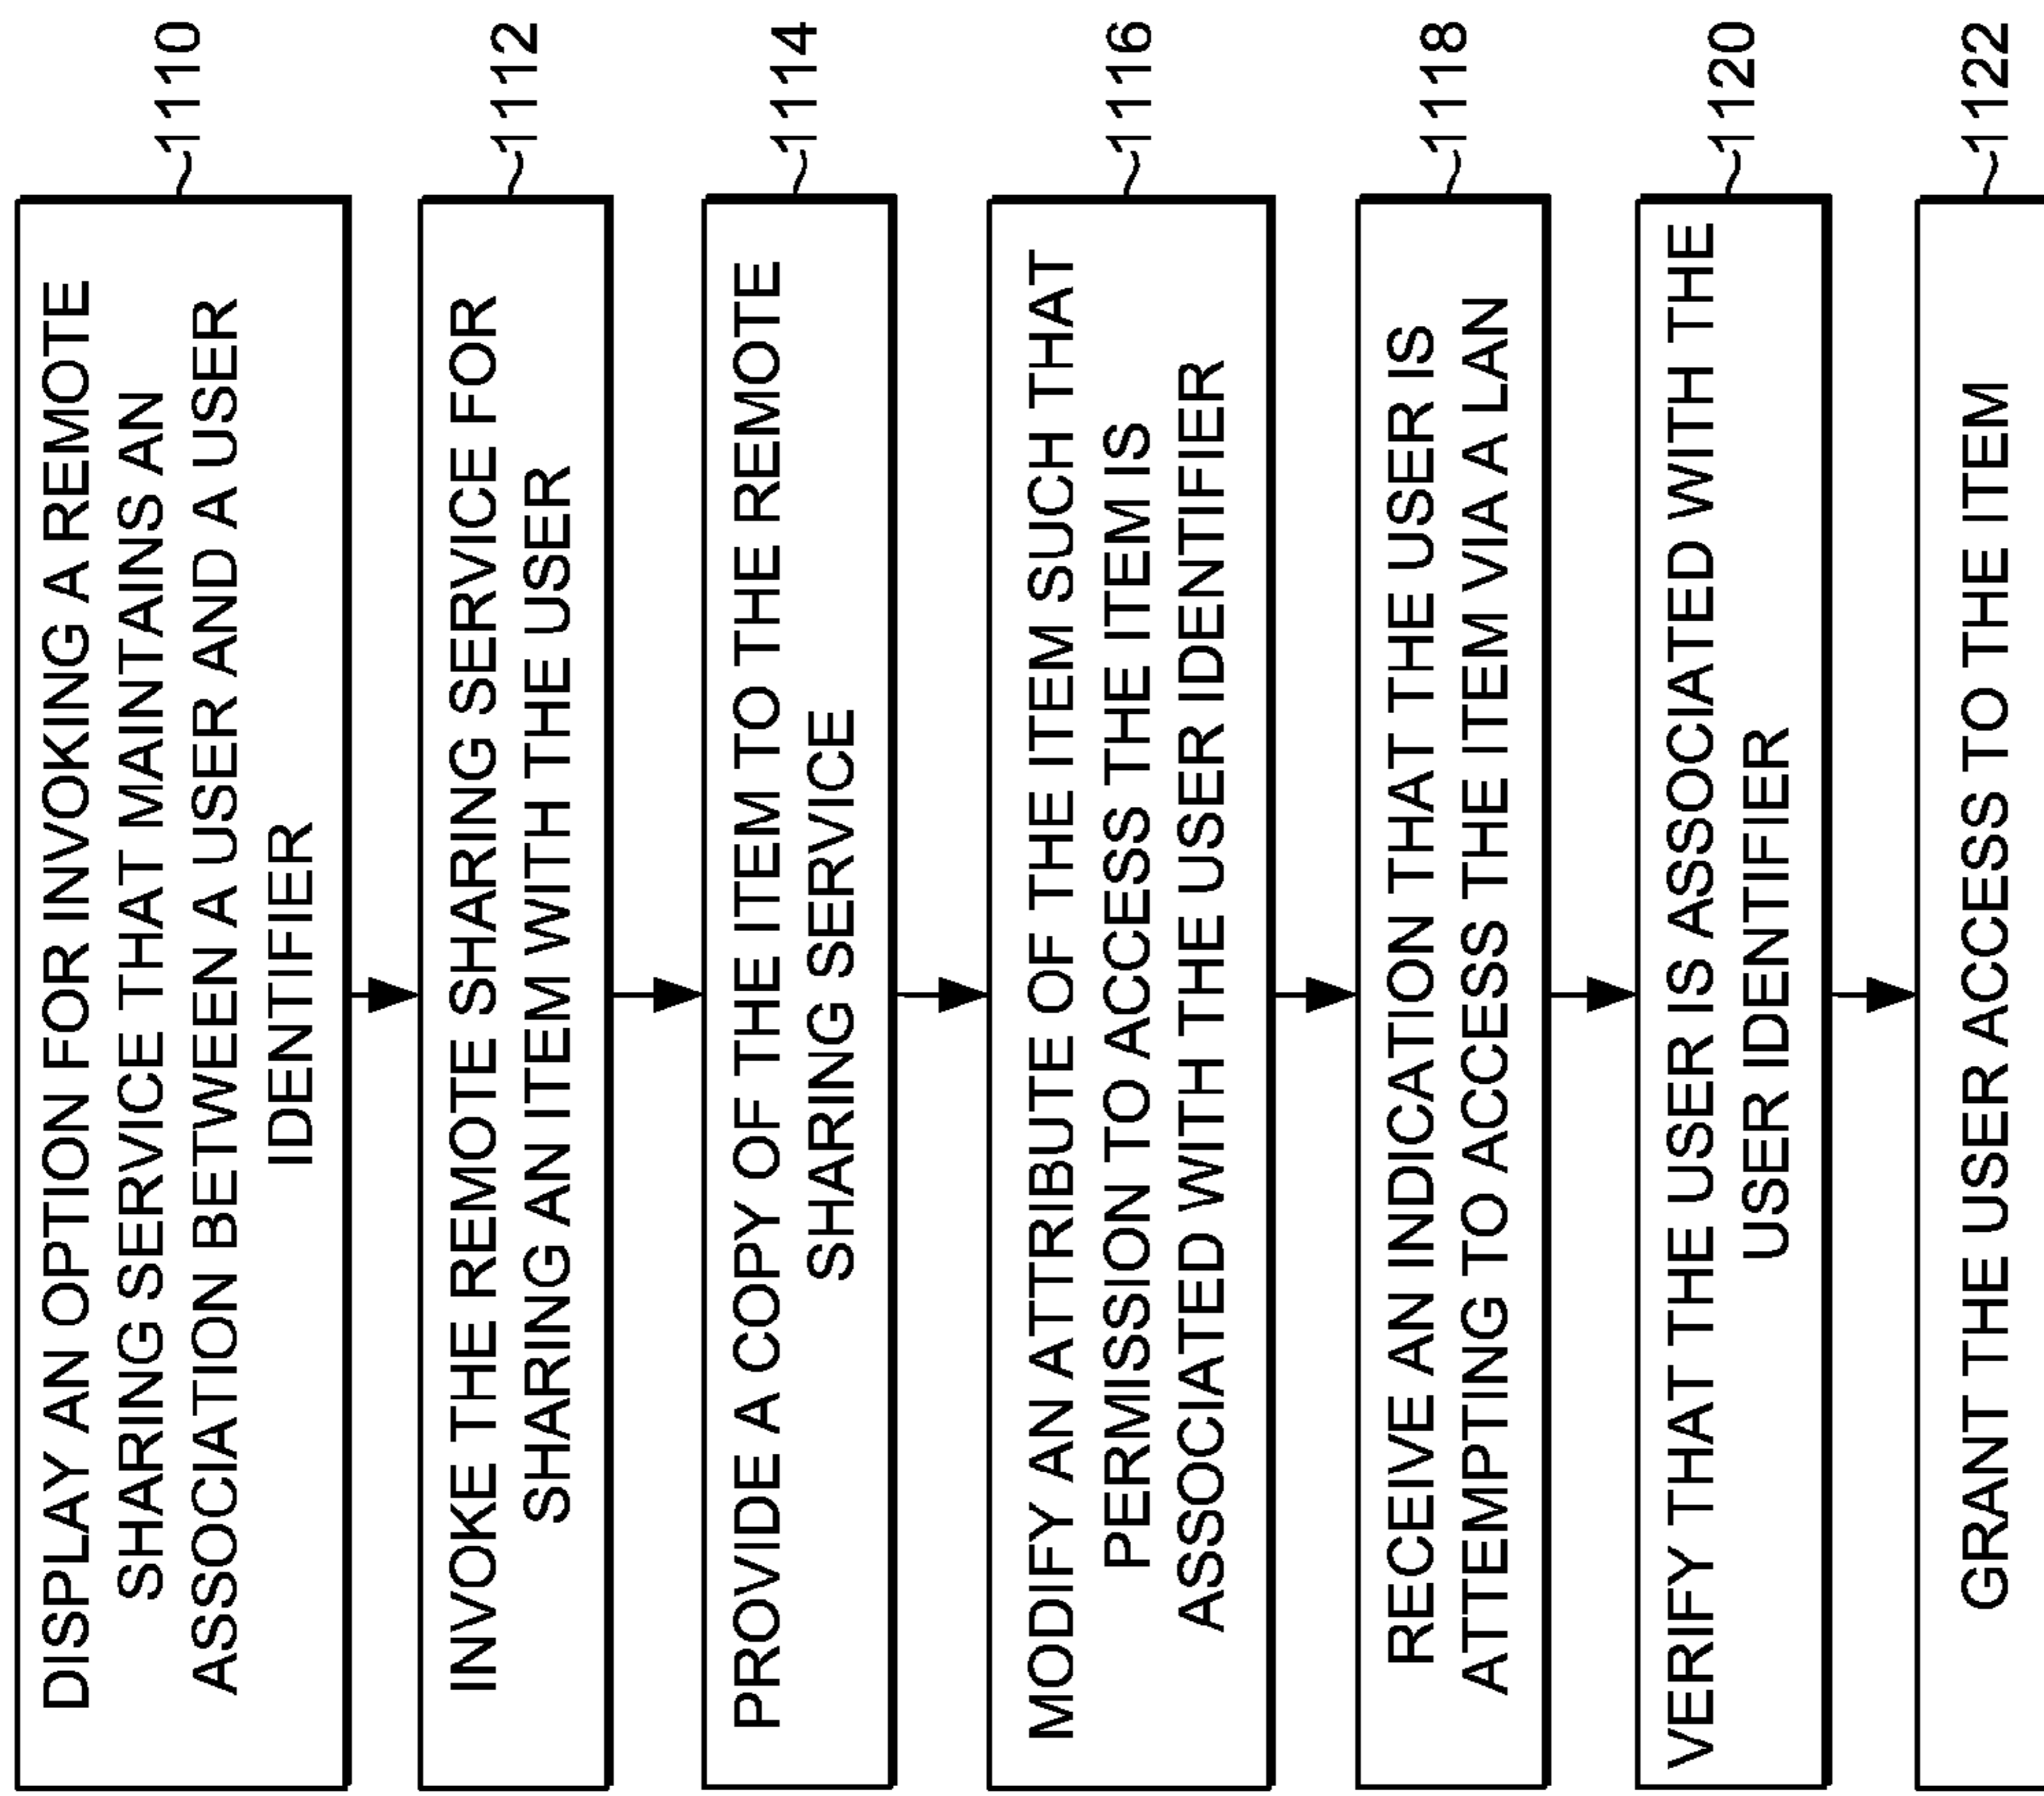 DISPLAY AN OPTION FOR INVOKING A REMOTE
SHARING SERVICE THAT MAINTAINS AN
ASSOCIATION BETWEEN A USER AND A USER
IDENTIFIER
1110
INVOKE THE REMOTE SHARING SERVICE FOR
SHARING AN ITEM WITH THE USER
1112
PROVIDE A COPY OF THE ITEM TO THE REMOTE
SHARING SERVICE
1114
MODIFY AN ATTRIBUTE OF THE ITEM SUCH THAT
PERMISSION TO ACCESS THE ITEM IS
ASSOCIATED WITH THE USER IDENTIFIER
1116
RECEIVE AN INDICATION THAT THE USER IS
ATTEMPTING TO ACCESS THE ITEM VIA A LAN
1118
VERIFY THAT THE USER IS ASSOCIATED WITH THE
USER IDENTIFIER
1120
GRANT THE USER ACCESS TO THE ITEM
1122